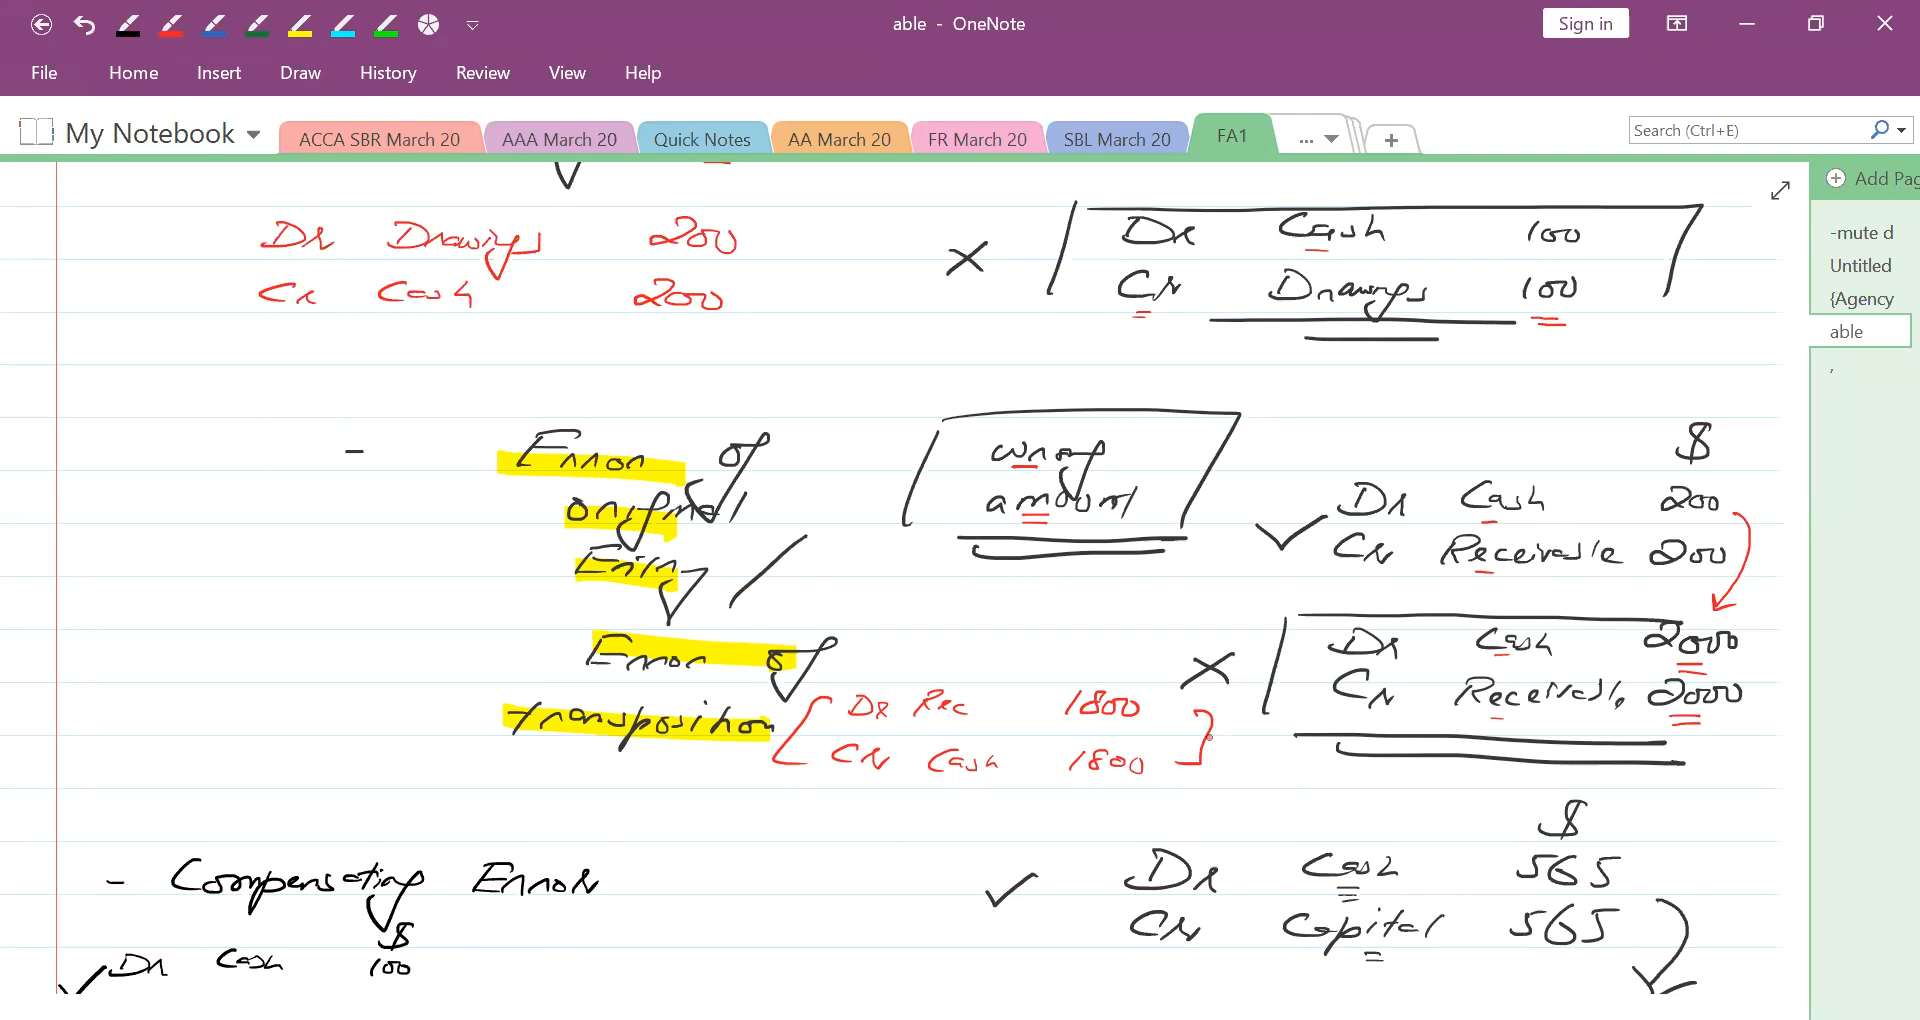 able - OneNote
Sign in
File Home Insert Draw History Review View Help
My Notebook
ACCA SBR March 20
AAA March 20
Quick Notes
AA March 20
FR March 20
SBL March 20
FA1
...
Search (Ctrl+E)
Add Pag
-mute d
Untitled
{Agency
able
,
Dr Drawings 200
Cr Cash 200
× Dr Cash 100
Cr Drawings 100
- Error of
original
Entry /
Error of
transposition
wrong
amount
$
Dr Cash 200
Cr Receivable 200
× Dr Cash 2000
Cr Receivable 2000
Dr Rec 1800
Cr Cash 1800
$
Dr Cash 565
Cr Capital 565
- Compensating Error
$
Dr Cash 100